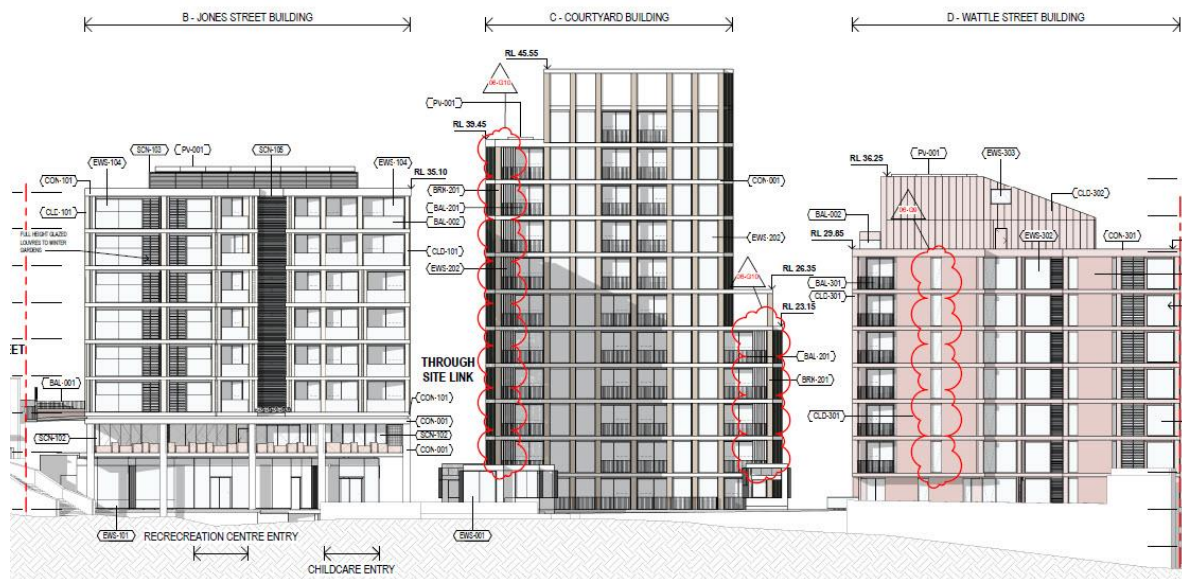 B - JONES STREET BUILDING
C - COURTYARD BUILDING
D - WATTLE STREET BUILDING
RL 45.55
PV-001
RL 39.45
SCN-103
PV-001
SCN-105
EWS-104
EWS-104
CON-101
RL 35.10
BRK-201
BAL-201
BAL-002
CLD-101
FULL HEIGHT GLAZED
LOUVRES TO WINTER
GARDENS
CLD-101
EWS-202
CON-001
EWS-202
RL 26.35
RL 23.15
BAL-201
BRK-201
THROUGH
SITE LINK
BAL-001
CON-101
CON-001
SCN-102
SCN-102
CON-001
EWS-101
RECRECREATION CENTRE ENTRY
CHILDCARE ENTRY
EWS-001
RL 36.25
PV-001
EWS-303
CLD-302
BAL-002
RL 29.85
EWS-302
CON-301
BAL-301
CLD-301
CLD-301